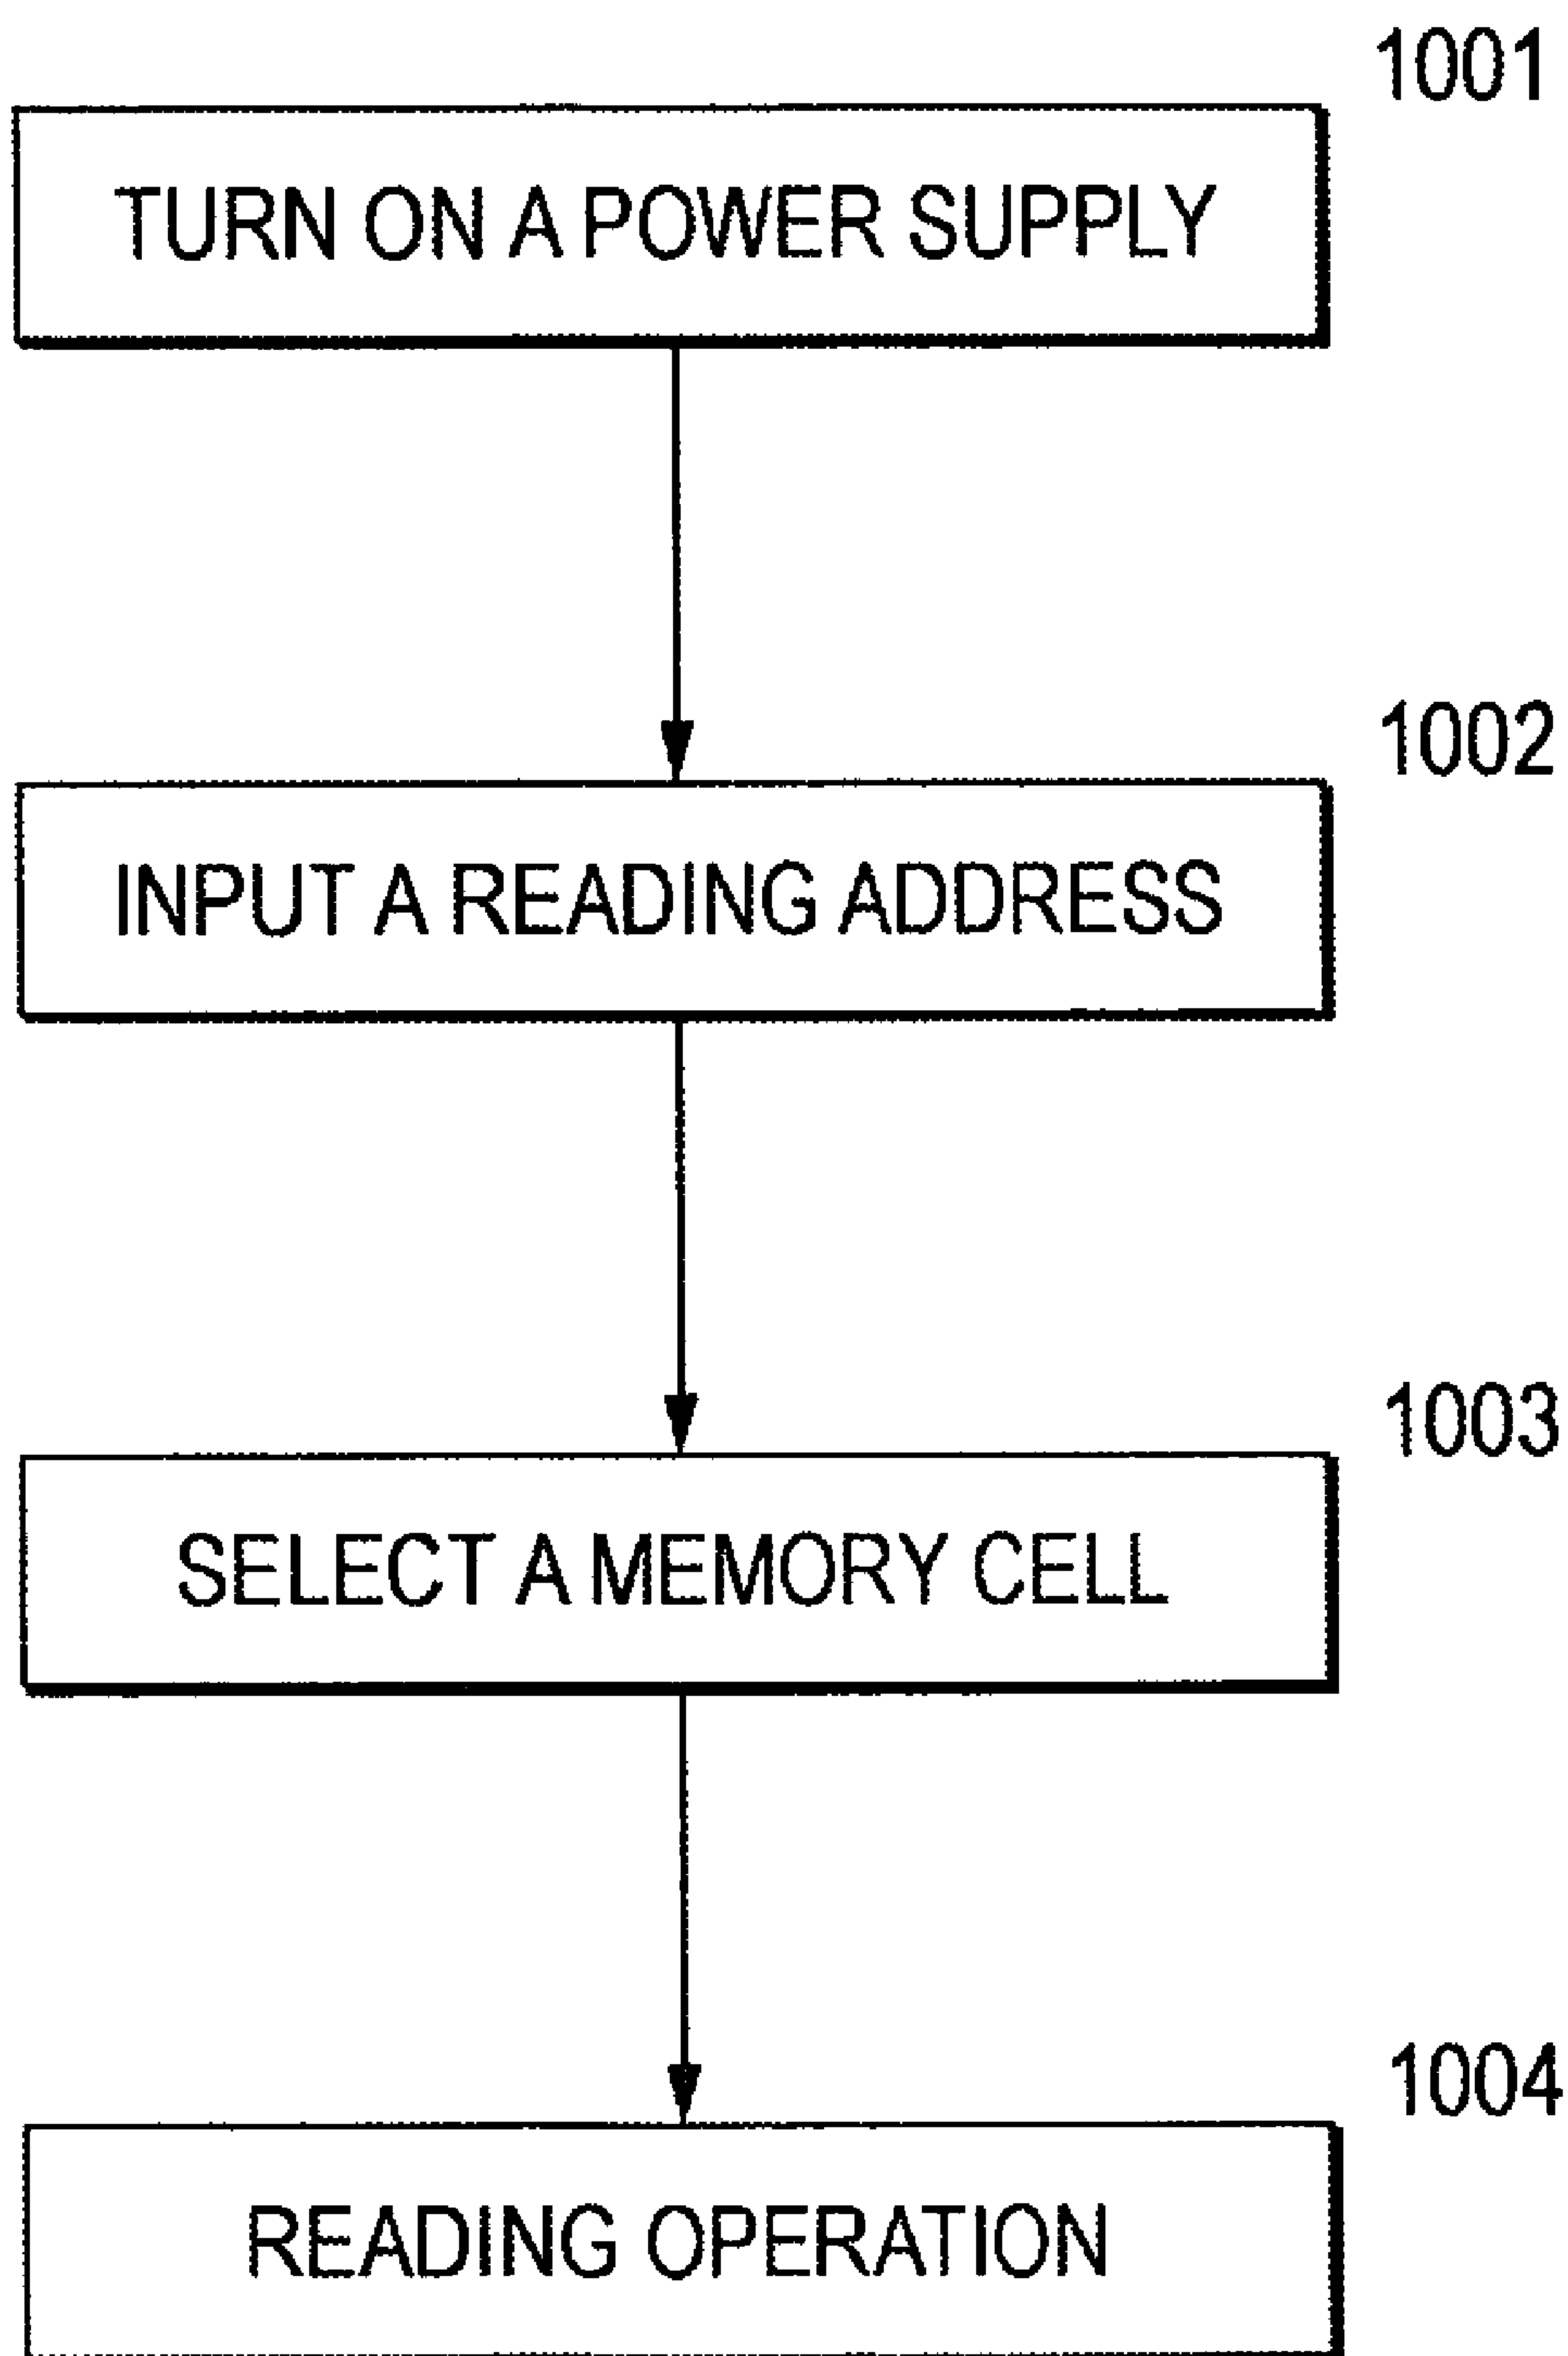 1001
TURN ON A POWER SUPPLY
1002
INPUT A READING ADDRESS
1003
SELECT A MEMORY CELL
1004
READING OPERATION